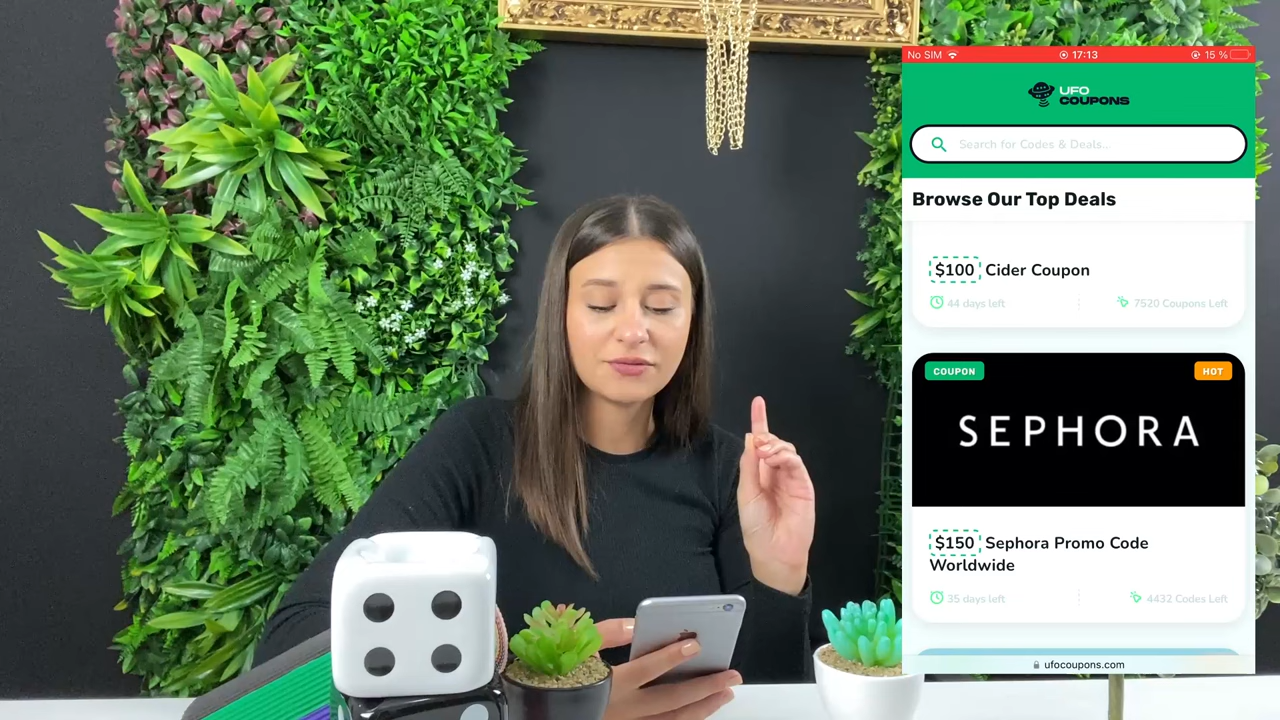 No SIM 17:13 15 %
UFO
COUPONS
Search for Codes & Deals...
Browse Our Top Deals
$100 Cider Coupon
44 days left 7520 Coupons Left
COUPON HOT
SEPHORA
$150 Sephora Promo Code
Worldwide
35 days left 4432 Codes Left
ufocoupons.com